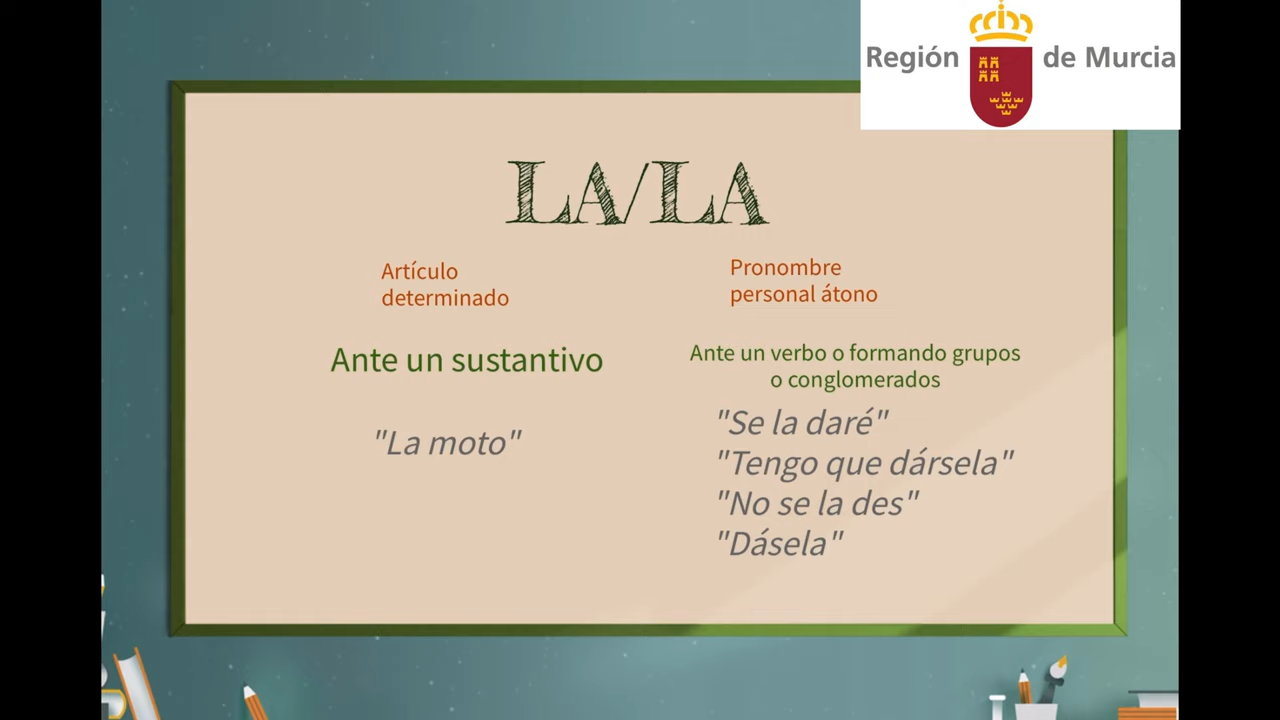 Región de Murcia
LA/LA
Artículo
determinado
Pronombre
personal átono
Ante un sustantivo
Ante un verbo o formando grupos
o conglomerados
"La moto"
"Se la daré"
"Tengo que dársela"
"No se la des"
"Dásela"